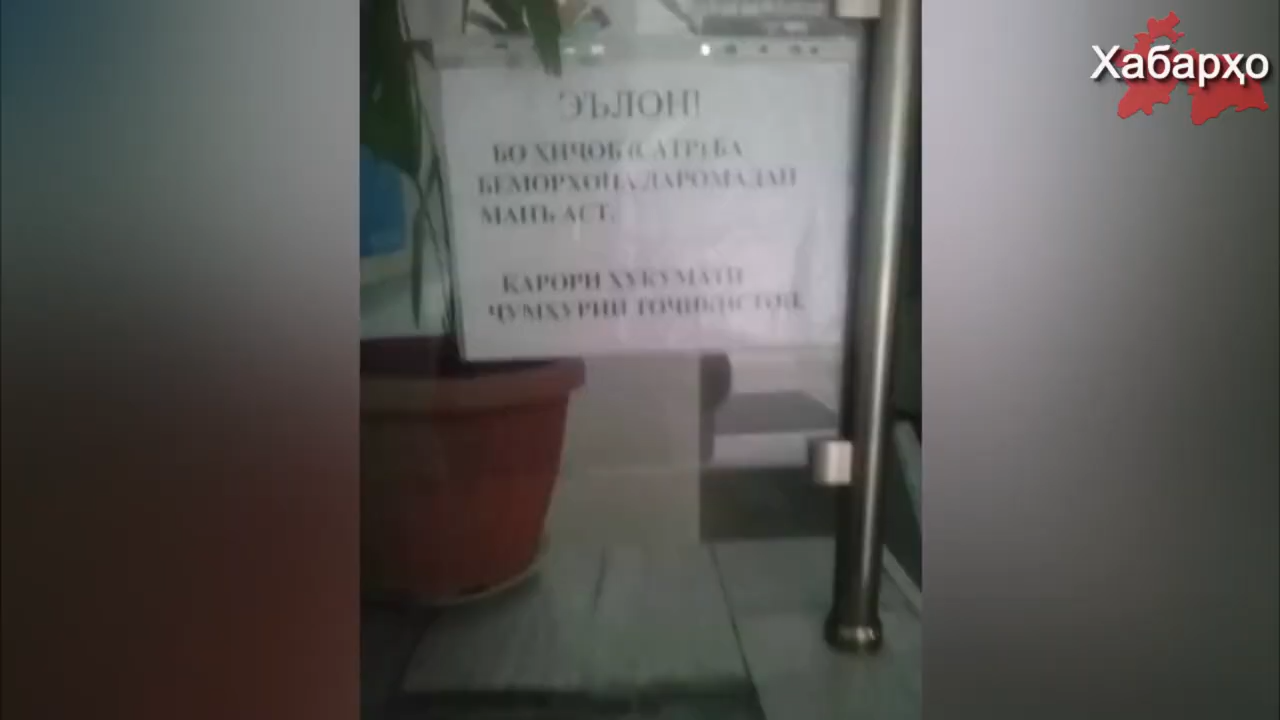 Хабарҳо
ЭЪЛОН!
БО ҲИҶОБ (САТР) БА
БЕМОРХОНА ДАРОМАДАН
МАНЪ АСТ.
ҚАРОРИ ҲУКУМАТИ
ҶУМҲУРИИ ТОҶИКИСТОН.